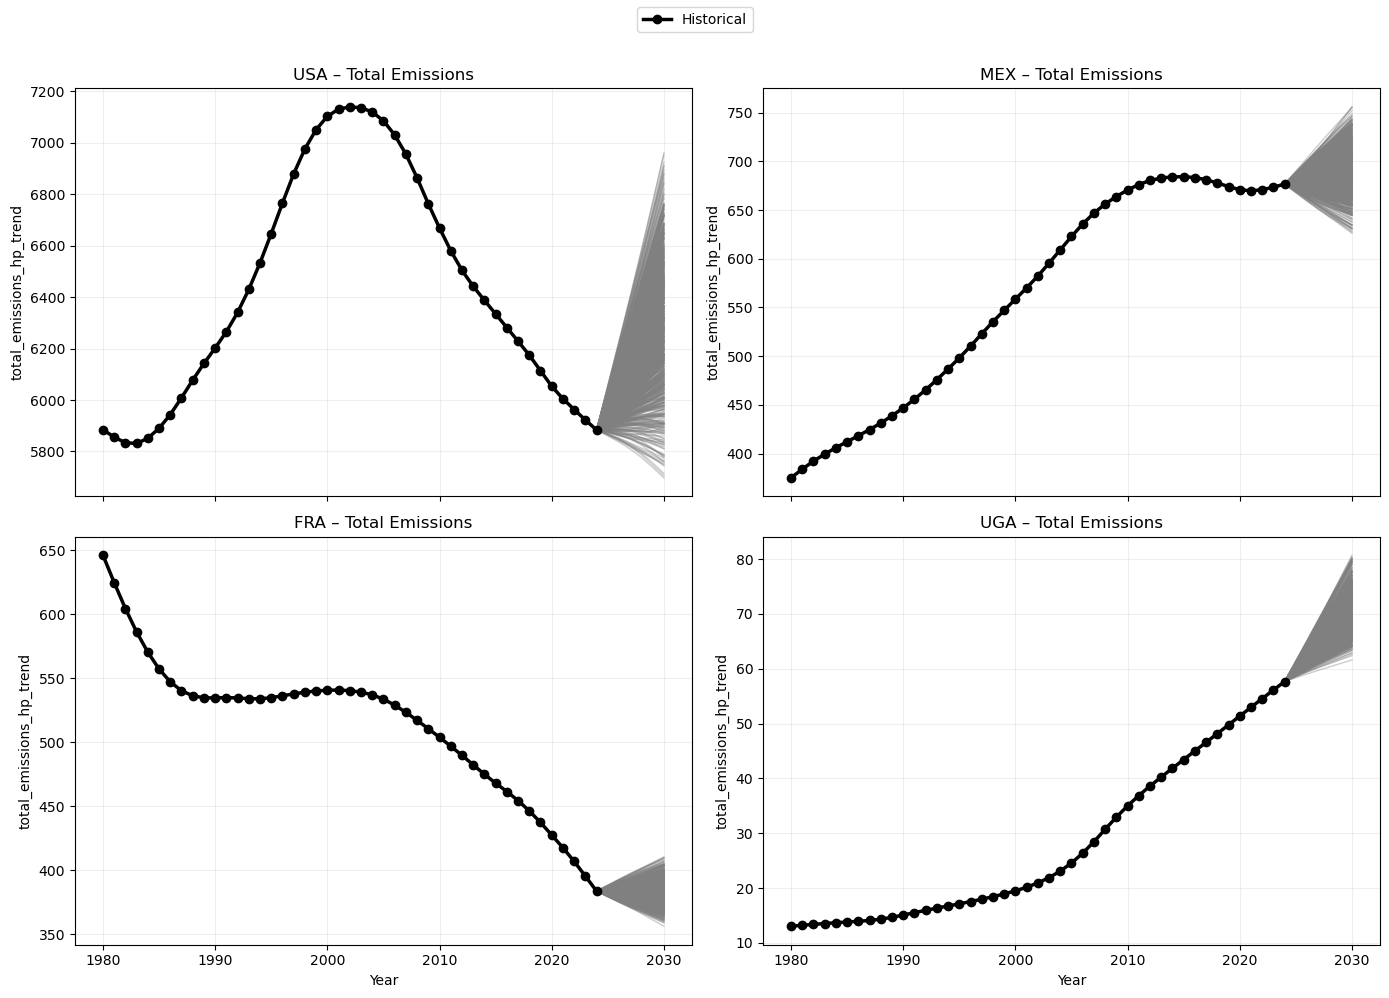 Historical
USA – Total Emissions
total_emissions_hp_trend
7200
7000
6800
6600
6400
6200
6000
5800
MEX – Total Emissions
total_emissions_hp_trend
750
700
650
600
550
500
450
400
FRA – Total Emissions
total_emissions_hp_trend
650
600
550
500
450
400
350
1980 1990 2000 2010 2020 2030
Year
UGA – Total Emissions
total_emissions_hp_trend
80
70
60
50
40
30
20
10
1980 1990 2000 2010 2020 2030
Year